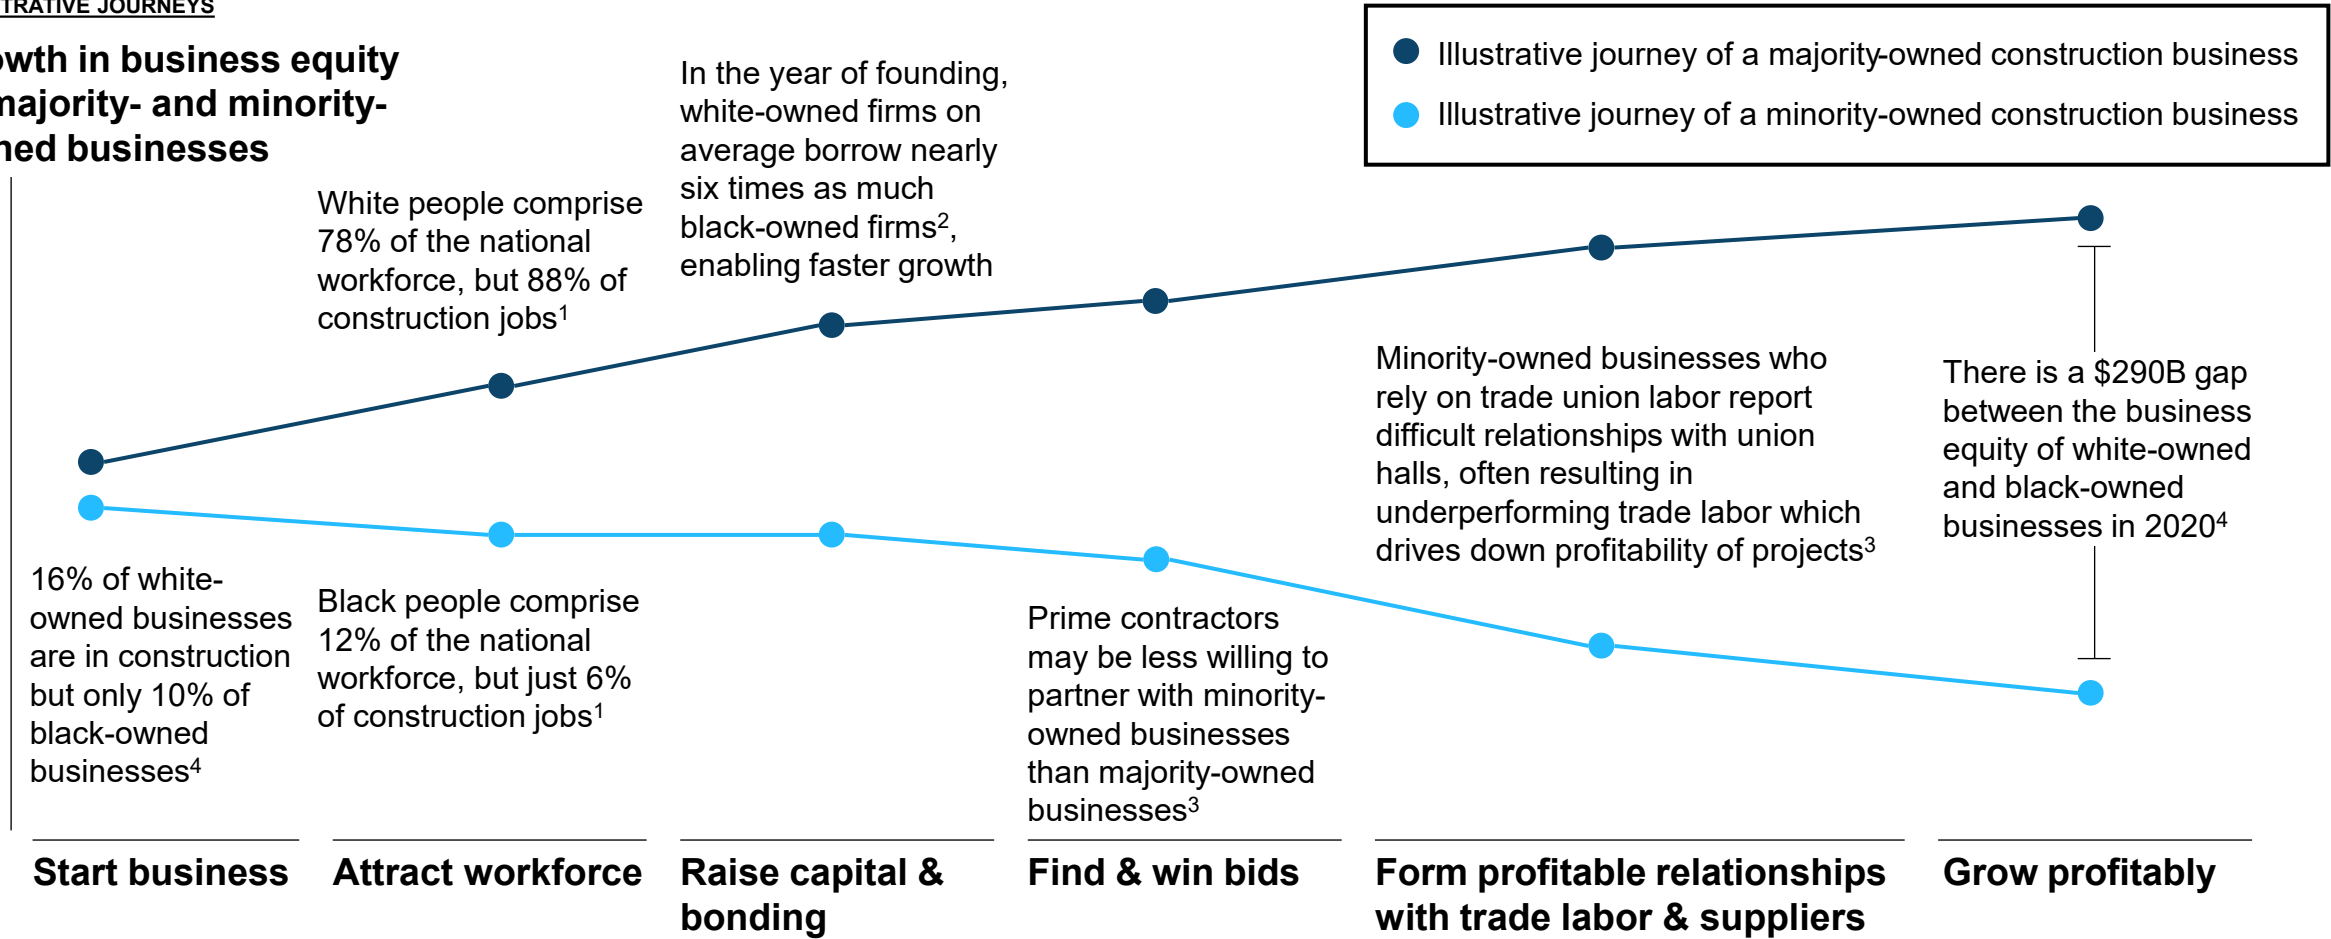 TRATIVE JOURNEYS
owth in business equity
majority- and minority-
ned businesses
Illustrative journey of a majority-owned construction business
Illustrative journey of a minority-owned construction business
In the year of founding,
white-owned firms on
average borrow nearly
six times as much
black-owned firms²,
enabling faster growth
White people comprise
78% of the national
workforce, but 88% of
construction jobs¹
Minority-owned businesses who
rely on trade union labor report
difficult relationships with union
halls, often resulting in
underperforming trade labor which
drives down profitability of projects³
There is a $290B gap
between the business
equity of white-owned
and black-owned
businesses in 2020⁴
16% of white-
owned businesses
are in construction
but only 10% of
black-owned
businesses⁴
Black people comprise
12% of the national
workforce, but just 6%
of construction jobs¹
Prime contractors
may be less willing to
partner with minority-
owned businesses
than majority-owned
businesses³
Start business
Attract workforce
Raise capital &
bonding
Find & win bids
Form profitable relationships
with trade labor & suppliers
Grow profitably